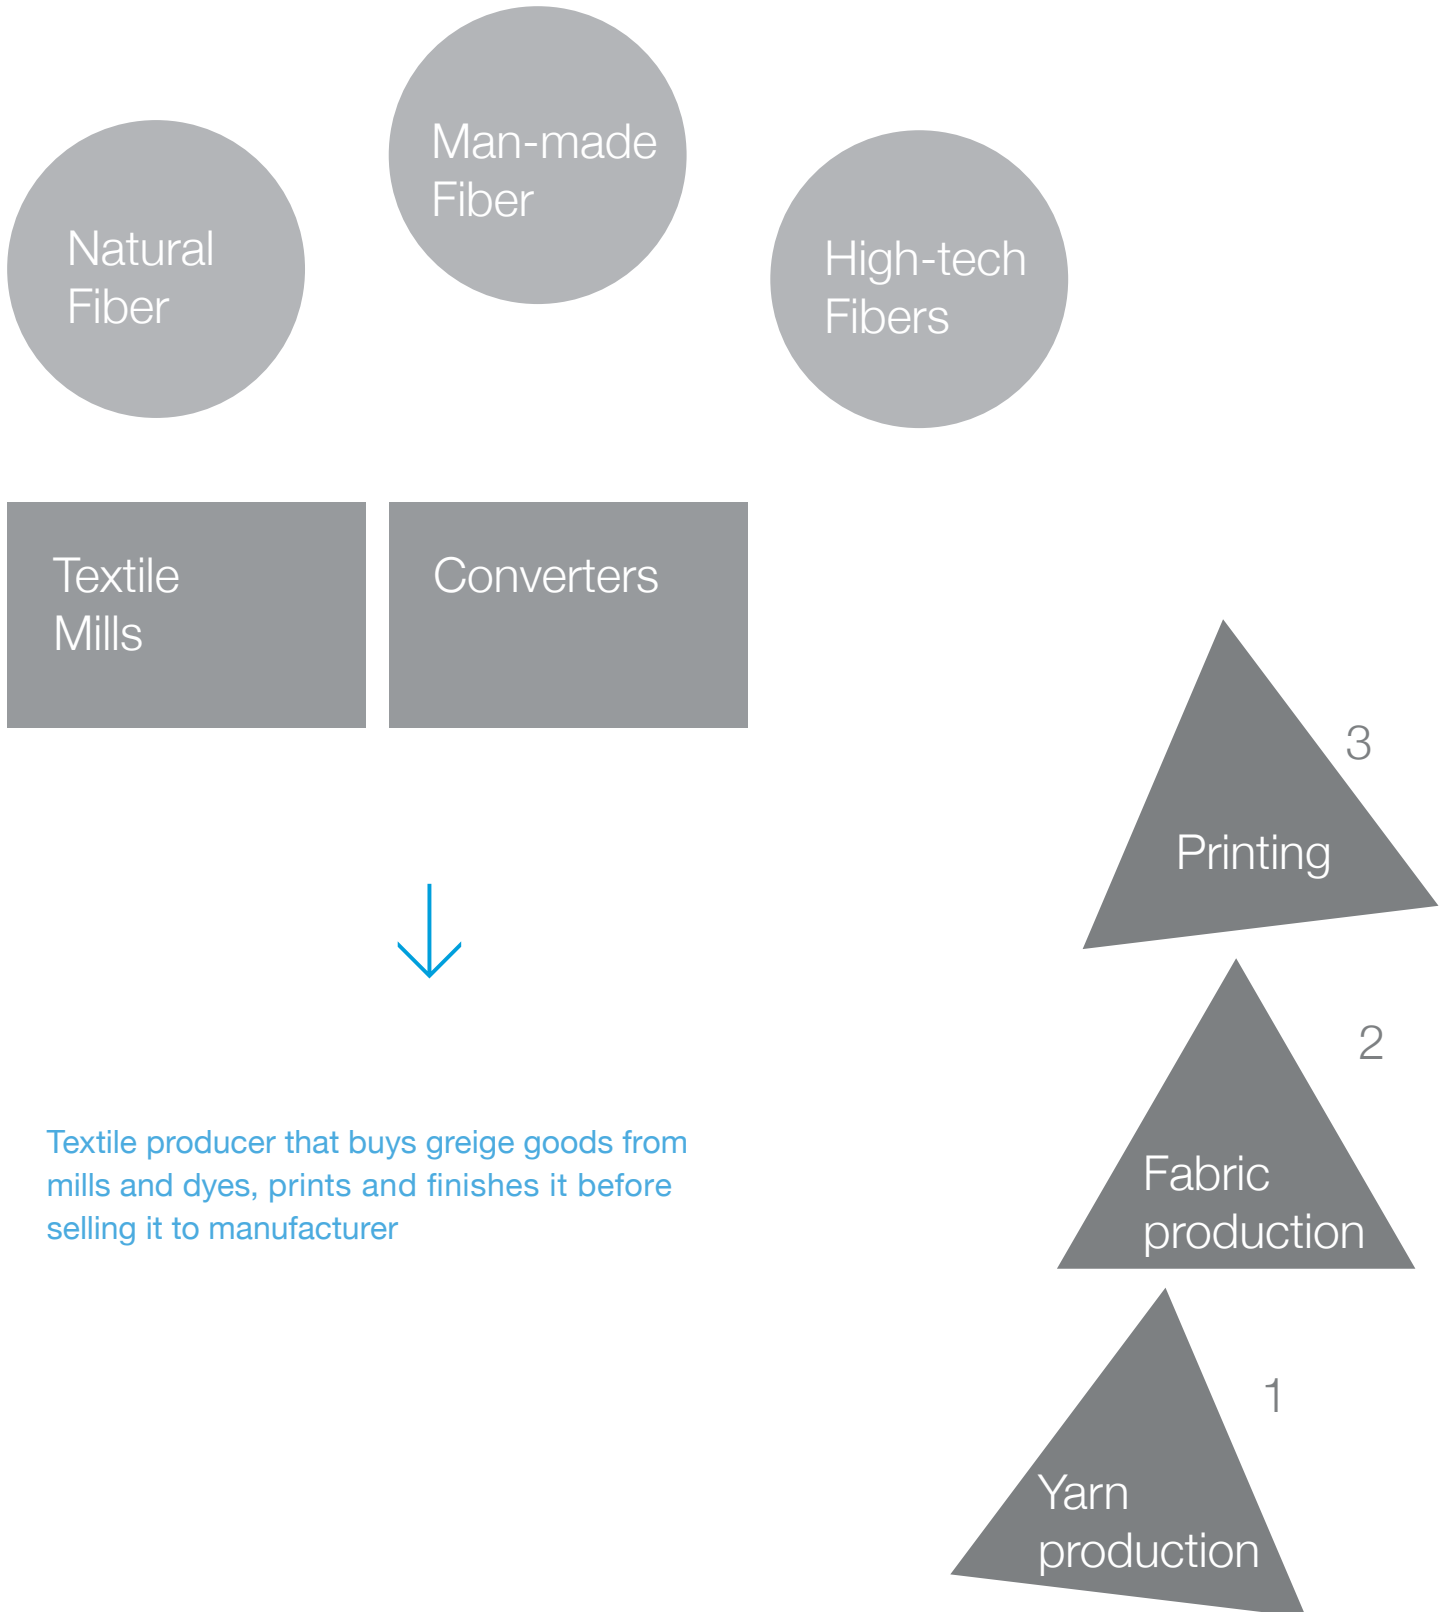 Man-made
Fiber
Natural
Fiber
High-tech
Fibers
Textile
Mills
Converters
3
Printing
2
Fabric
production
Textile producer that buys greige goods from
mills and dyes, prints and finishes it before
selling it to manufacturer
1
Yarn
production